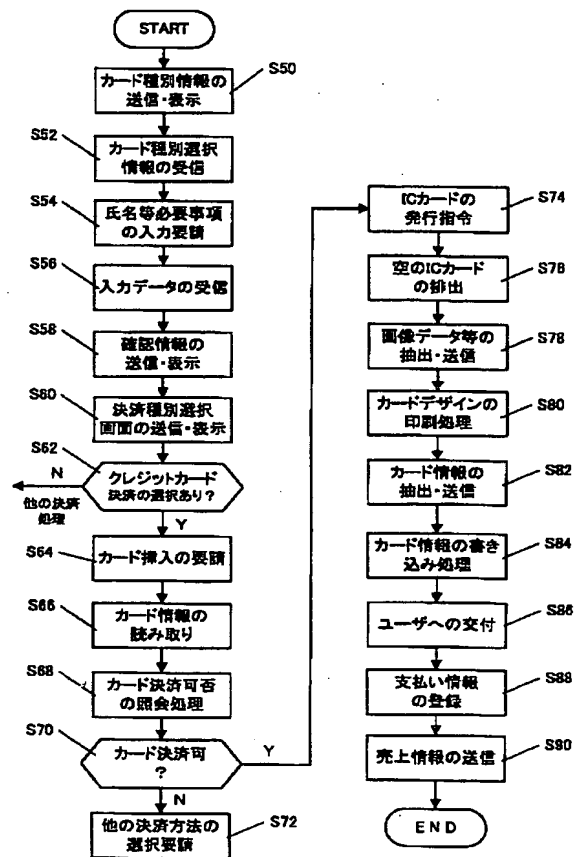 START
S50
カード種別情報の
送信・表示
S52
カード種別選択
情報の受信
S54
氏名等必要事項
の入力要請
S56
入力データの受信
S58
確認情報の
送信・表示
S60
決済種別選択
画面の送信・表示
S62
クレジットカード
決済の選択あり?
N
他の決済
処理
Y
S64
カード挿入の要請
S66
カード情報の
読み取り
S68
カード決済可否
の照会処理
S70
カード決済可
?
Y
N
他の決済方法の
選択要請
S72
ICカードの
発行指令
S74
空のICカード
の排出
S76
画像データ等の
抽出・送信
S78
カードデザインの
印刷処理
S80
カード情報の
抽出・送信
S82
カード情報の書き
込み処理
S84
ユーザへの交付
S86
支払い情報
の登録
S88
売上情報の送信
S90
END